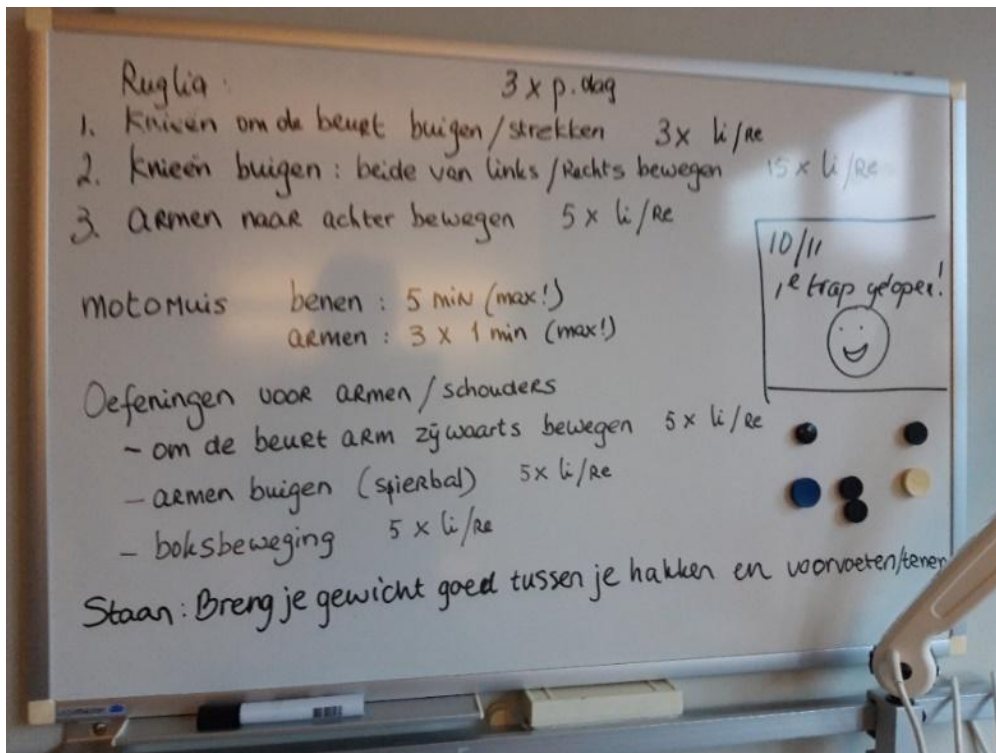 Ruglig: 3 x p. dag
1. Knieën om de beurt buigen / strekken 3x li/Re
2. Knieën buigen : beide van links / Rechts bewegen 15 x li/Re
3. ARMEN NAAR achter bewegen 5 x li/Re
10/11
1e trap gelopen!
MOTOMUIS benen : 5 MIN (max!)
ARMEN : 3 x 1 min (max!)
Oefeningen VOOR ARMEN / schouders
- om de beurt arm zijwaarts bewegen 5 x li/Re
- armen buigen (spierbal) 5x li/Re
- boksbeweging 5 x li/Re
Staan: Breng je gewicht goed tussen je hakken en voorvoeten/tenen